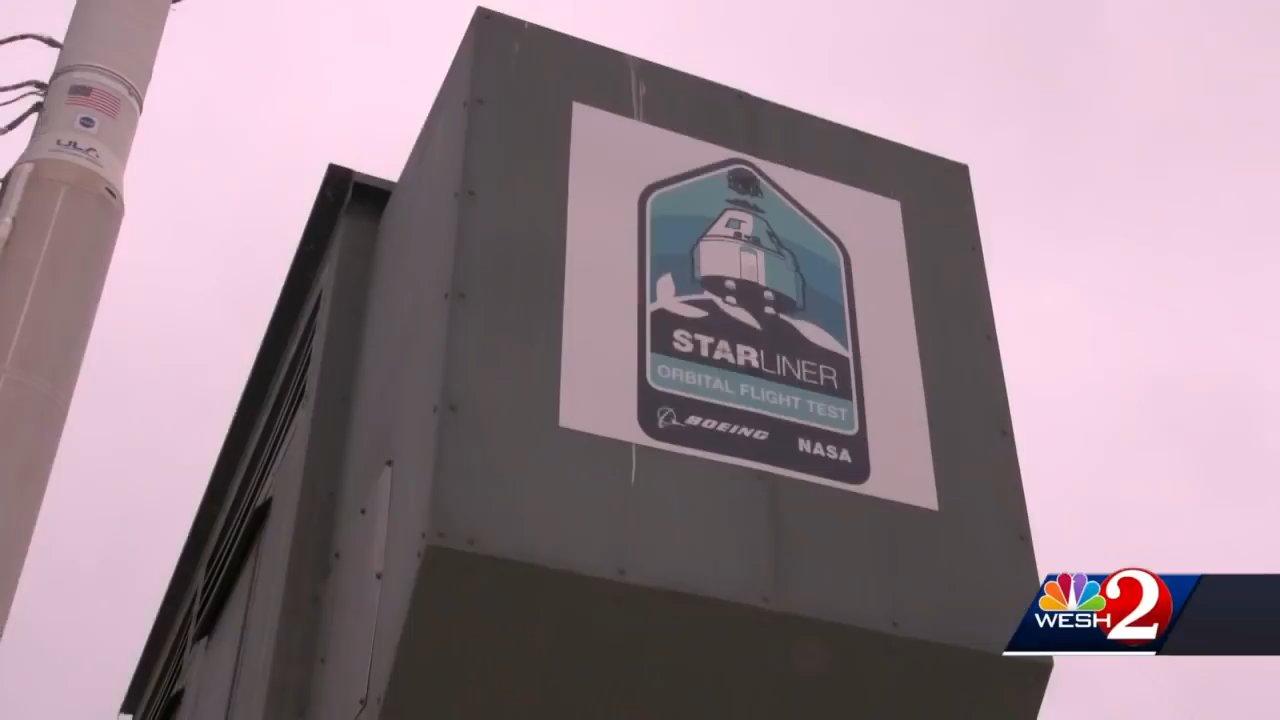 ULA
STARLINER
ORBITAL FLIGHT TEST
BOEING
NASA
WESH 2